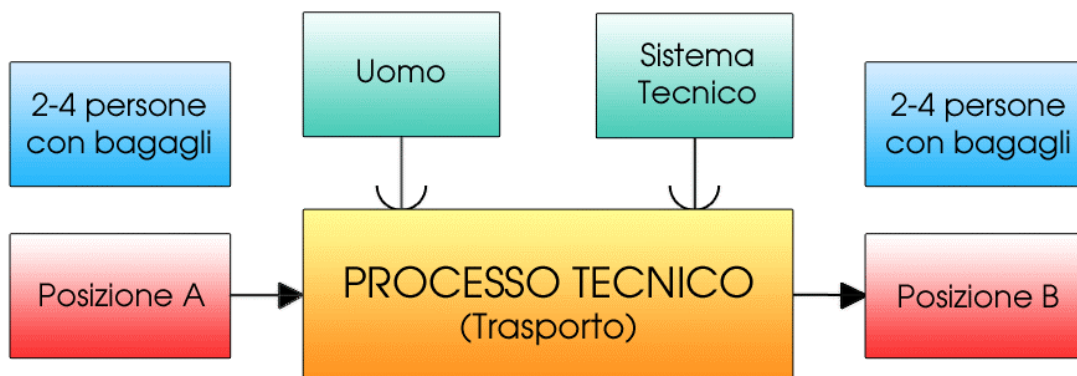 2-4 persone
con bagagli
Uomo
Sistema
Tecnico
2-4 persone
con bagagli
Posizione A
PROCESSO TECNICO
(Trasporto)
Posizione B